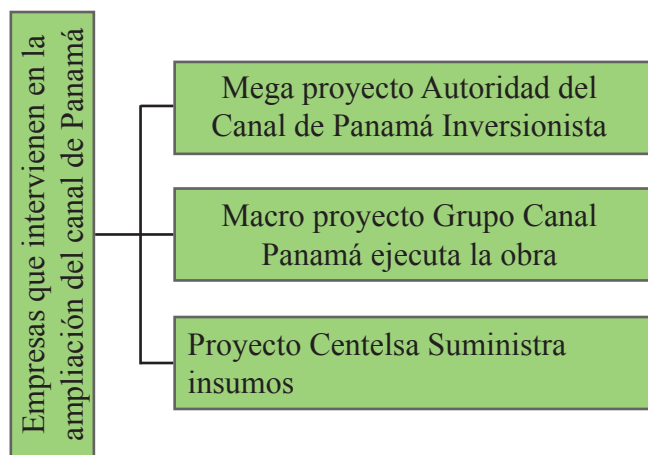 Empresas que intervienen en la
ampliación del canal de Panamá
Mega proyecto Autoridad del
Canal de Panamá Inversionista
Macro proyecto Grupo Canal
Panamá ejecuta la obra
Proyecto Centelsa Suministra
insumos